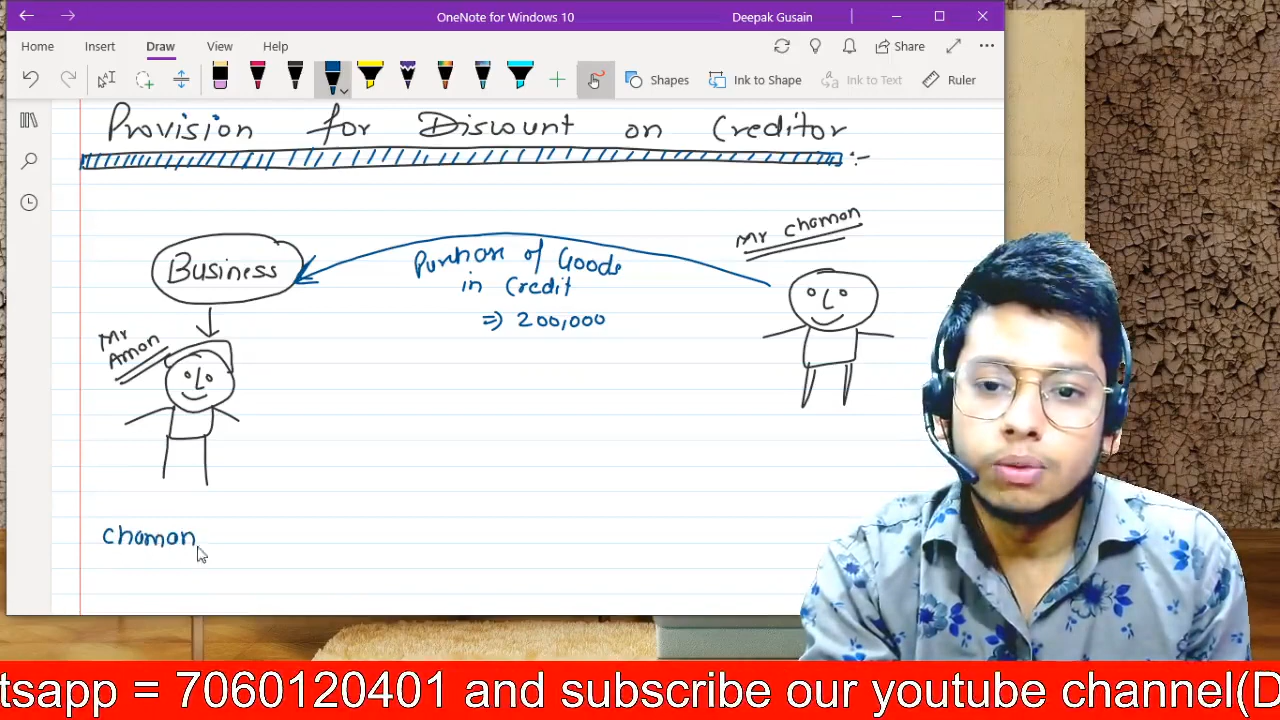 OneNote for Windows 10
Deepak Gusain
Home Insert Draw View Help
Share
Shapes Ink to Shape Ink to Text Ruler
Provision for Discount on Creditor :-
Mr chaman
Business
Purchase of Goods
in Credit
=> 200,000
Mr
Aman
chaman
tsapp = 7060120401 and subscribe our youtube channel(D